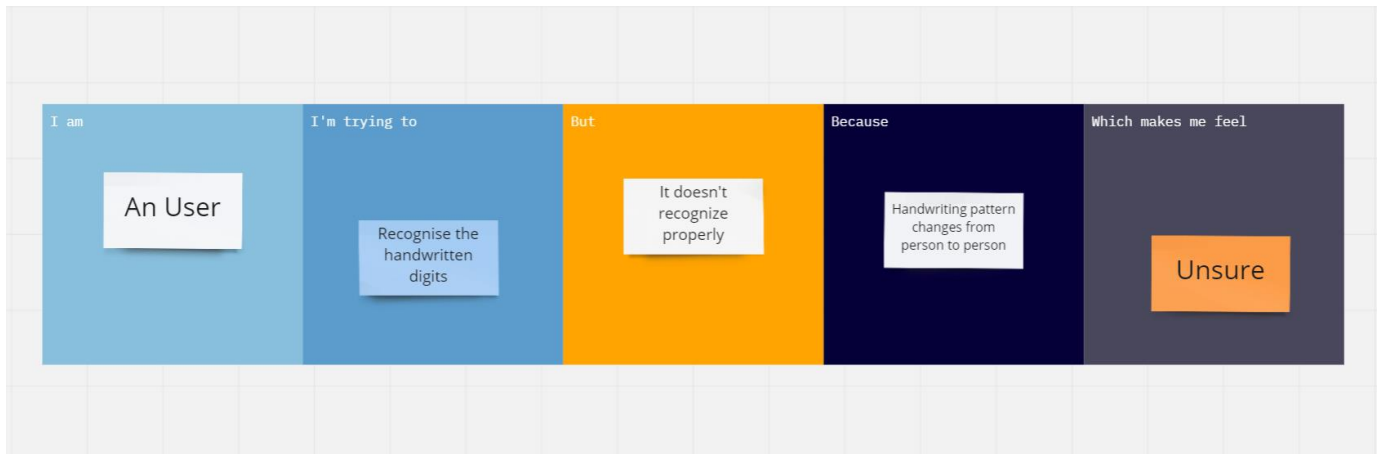 I am
An User
I'm trying to
Recognise the
handwritten
digits
But
It doesn't
recognize
properly
Because
Handwriting pattern
changes from
person to person
Which makes me feel
Unsure